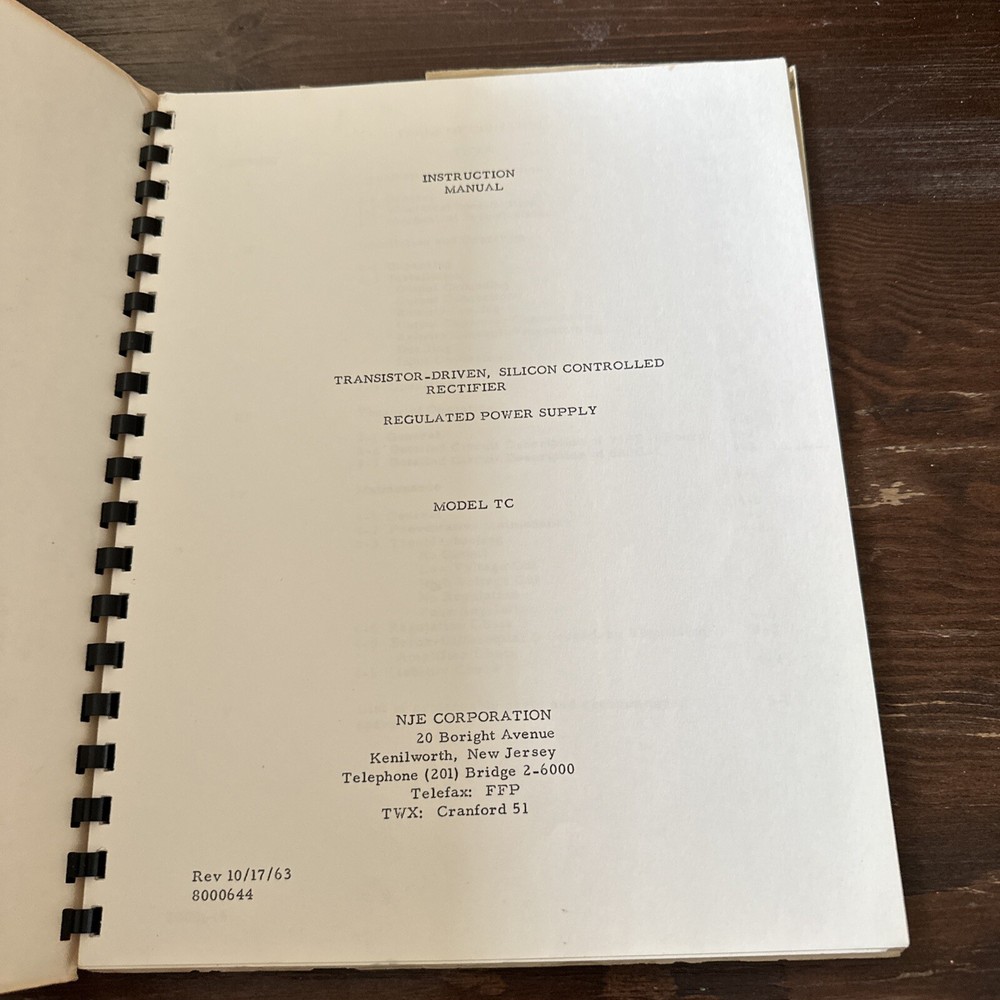 INSTRUCTION
MANUAL
TRANSISTOR-DRIVEN, SILICON CONTROLLED
RECTIFIER
REGULATED POWER SUPPLY
MODEL TC
NJE CORPORATION
20 Boright Avenue
Kenilworth, New Jersey
Telephone (201) Bridge 2-6000
Telefax: FFP
TWX: Cranford 51
Rev 10/17/63
8000644